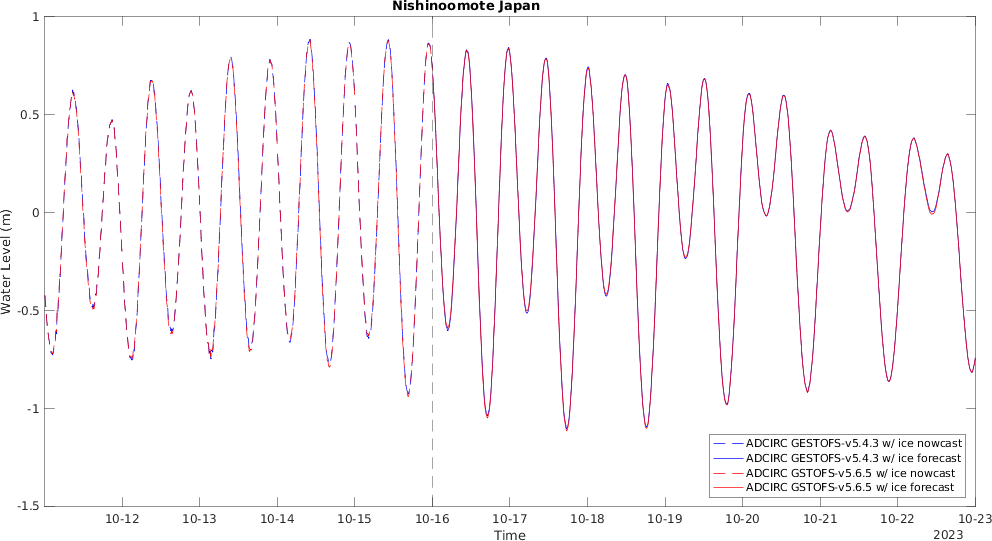 Nishinoomote Japan
1
0.5
0
-0.5
-1
-1.5
Water Level (m)
ADCIRC GESTOFS-v5.4.3 w/ ice nowcast
ADCIRC GESTOFS-v5.4.3 w/ ice forecast
ADCIRC GSTOFS-v5.6.5 w/ ice nowcast
ADCIRC GSTOFS-v5.6.5 w/ ice forecast
10-12 10-13 10-14 10-15 10-16 10-17 10-18 10-19 10-20 10-21 10-22 10-23
Time 2023